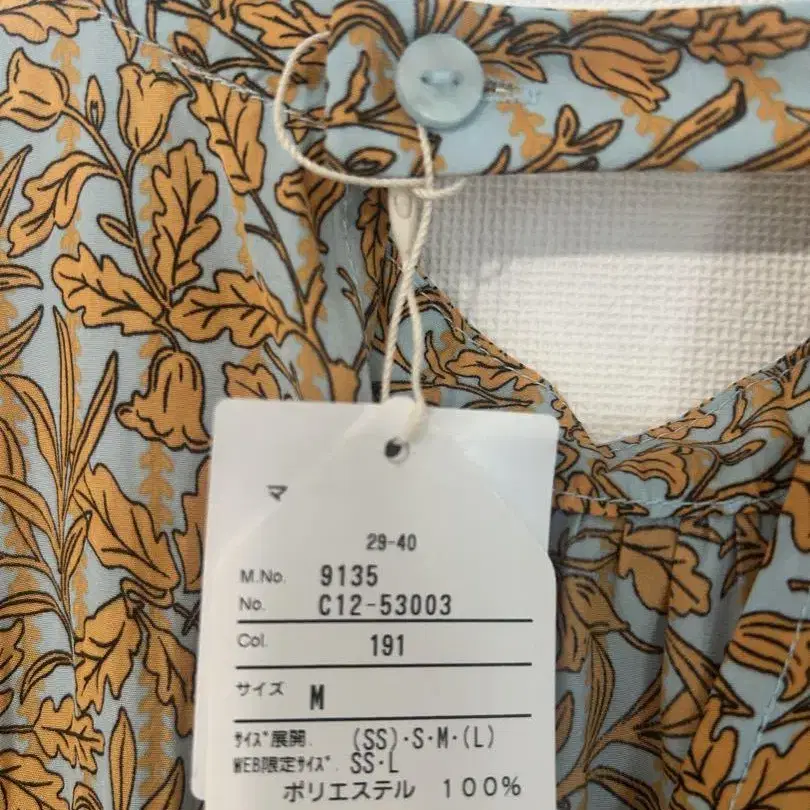 マ
29-40
M.No. 9135
No. C12-53003
Col. 191
サイズ M
ｻｲｽﾞ展開. (SS)・S・M・(L)
WEB限定ｻｲｽﾞ. SS・L
ポリエステル 100%